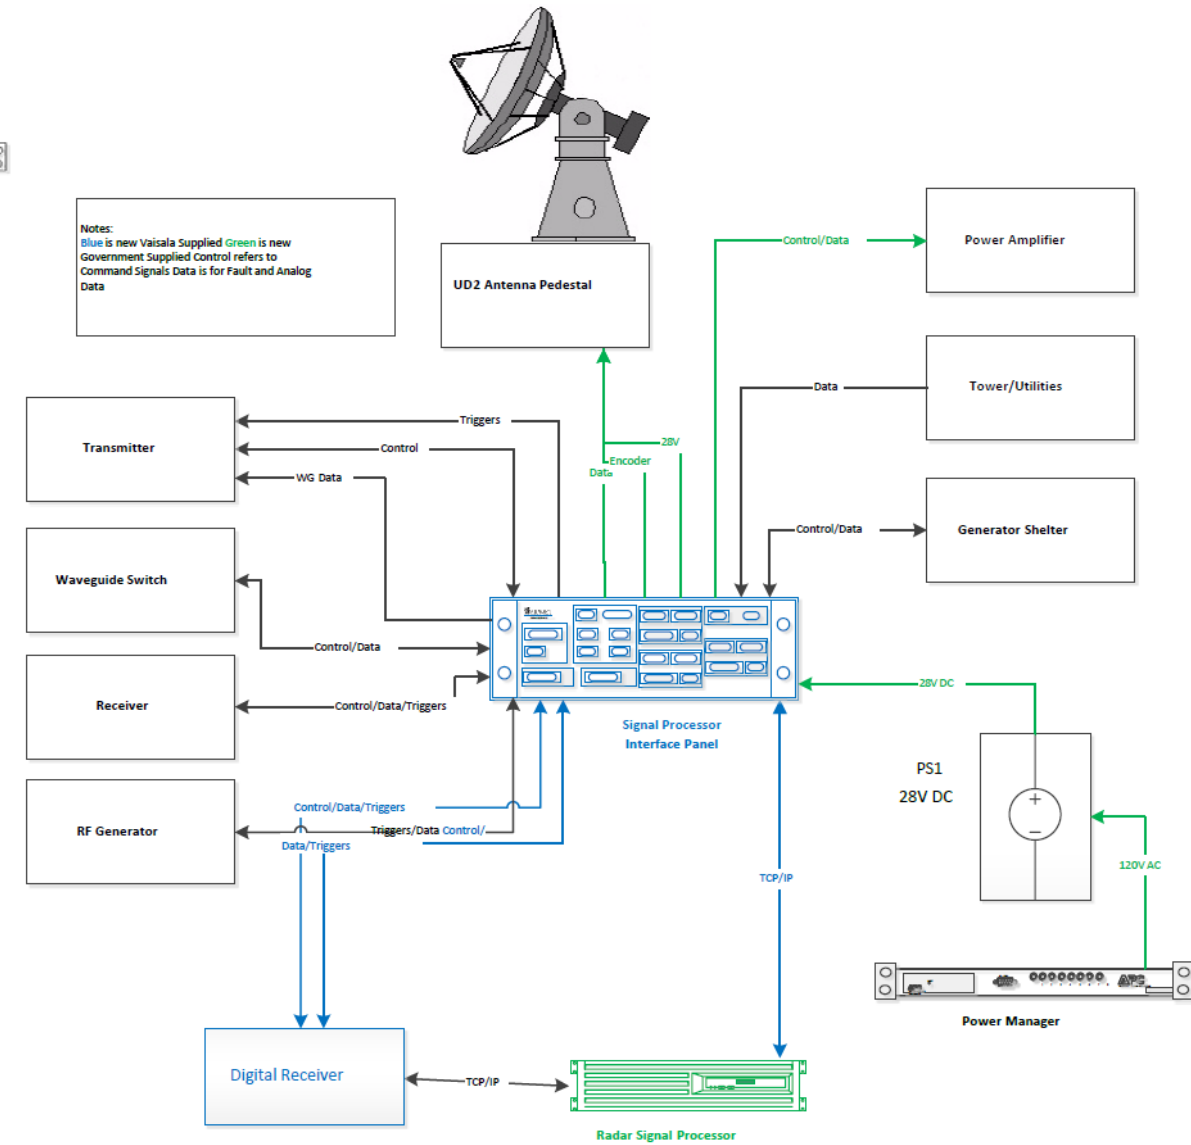 Notes:
Blue is new Vaisala Supplied Green is new
Government Supplied Control refers to
Command Signals Data is for Fault and Analog
Data
UD2 Antenna Pedestal
Control/Data
Power Amplifier
Data
Tower/Utilities
Transmitter
Triggers
Control
WG Data
28V
Encoder
Data
Control/Data
Generator Shelter
Waveguide Switch
Control/Data
Receiver
Control/Data/Triggers
28V DC
Signal Processor
Interface Panel
PS1
28V DC
RF Generator
Control/Data/Triggers
Triggers/Data Control/
Data/Triggers
120V AC
TCP/IP
APC
Power Manager
Digital Receiver
TCP/IP
Radar Signal Processor